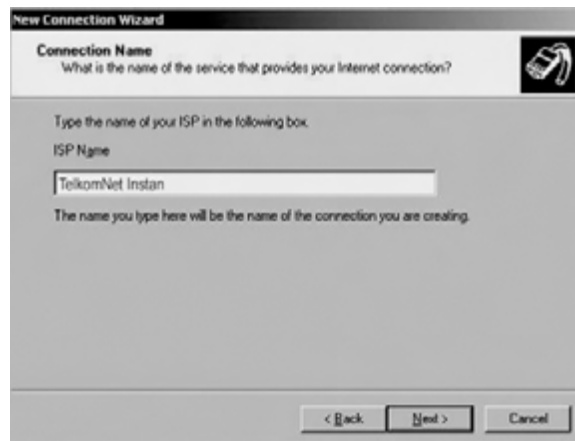 New Connection Wizard
Connection Name
What is the name of the service that provides your Internet connection?
Type the name of your ISP in the following box.
ISP Name
TelkomNet Instan
The name you type here will be the name of the connection you are creating.
< Back Next > Cancel